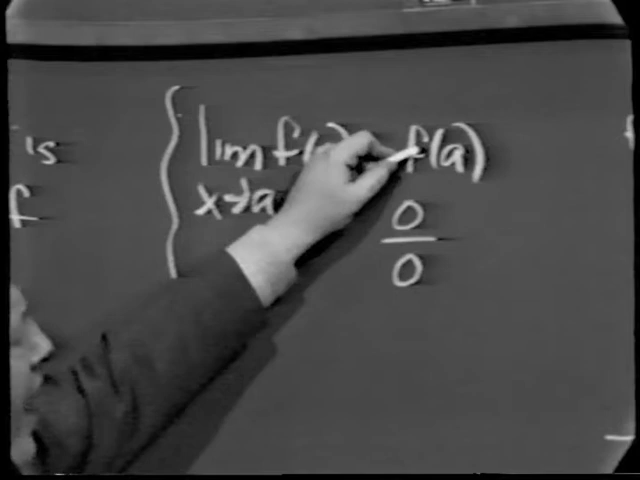 is
f
lim f(   f(a)
x→a
0
0